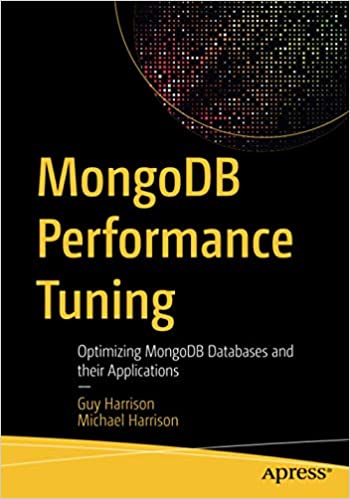 MongoDB
Performance
Tuning
Optimizing MongoDB Databases and
their Applications
—
Guy Harrison
Michael Harrison
Apress®